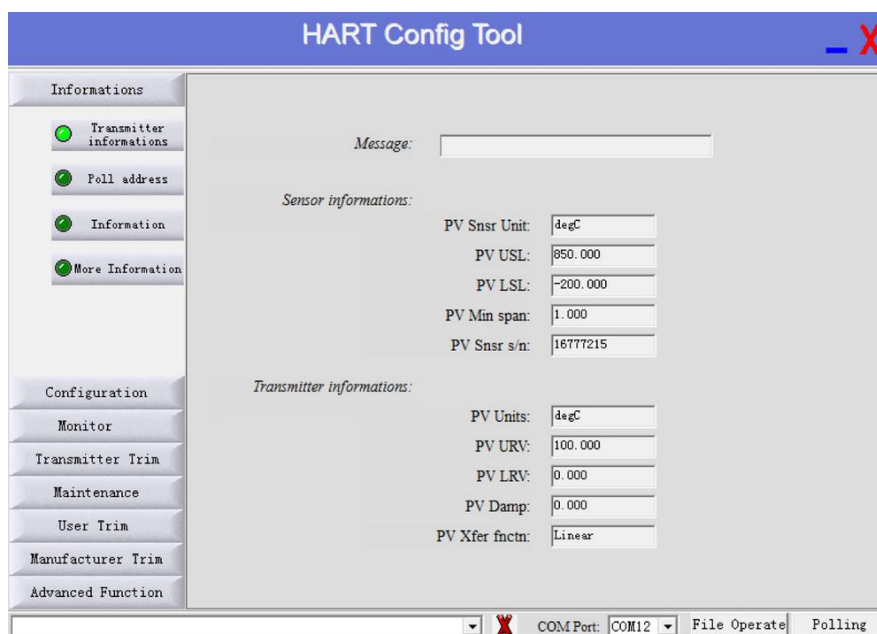 HART Config Tool
Informations
Transmitter
informations
Poll address
Information
More Information
Configuration
Monitor
Transmitter Trim
Maintenance
User Trim
Manufacturer Trim
Advanced Function
Message:
Sensor informations:
PV Snsr Unit: degC
PV USL: 850.000
PV LSL: -200.000
PV Min span: 1.000
PV Snsr s/n: 16777215
Transmitter informations:
PV Units: degC
PV URV: 100.000
PV LRV: 0.000
PV Damp: 0.000
PV Xfer fnctn: Linear
COM Port: COM12 File Operate Polling